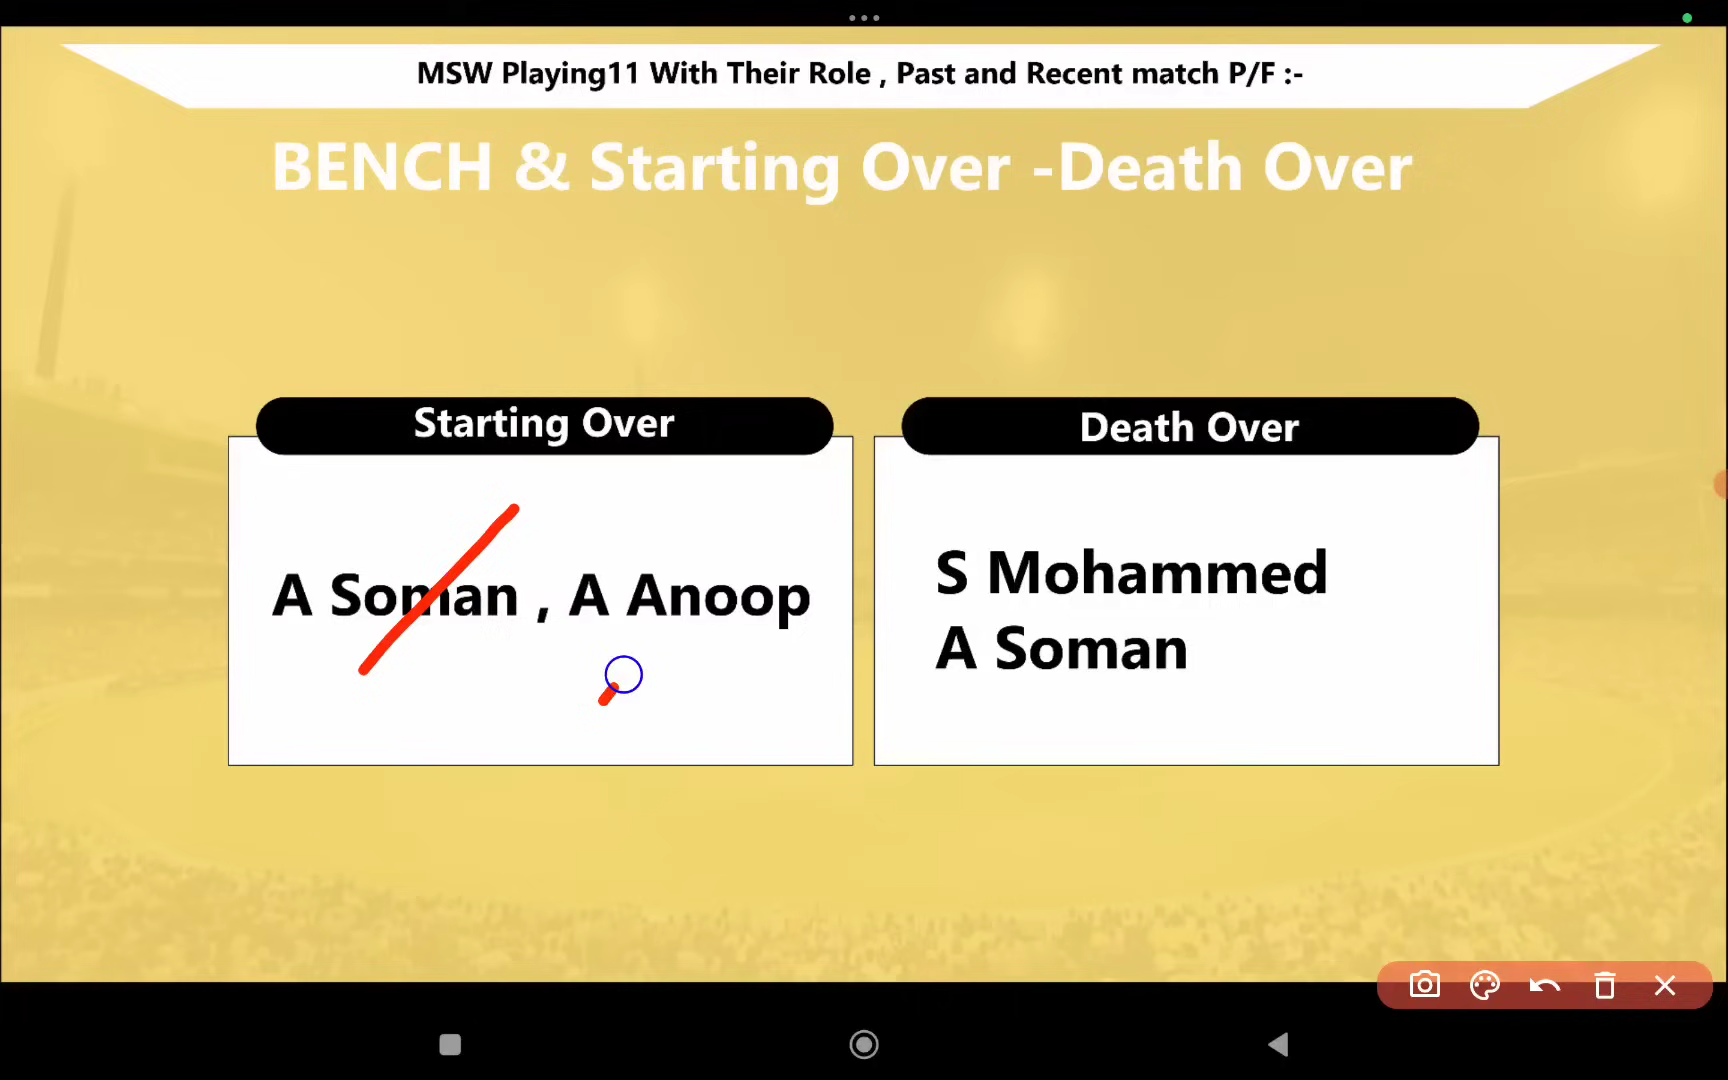 MSW Playing11 With Their Role , Past and Recent match P/F :-
BENCH & Starting Over -Death Over
Starting Over
A Soman , A Anoop
Death Over
S Mohammed
A Soman